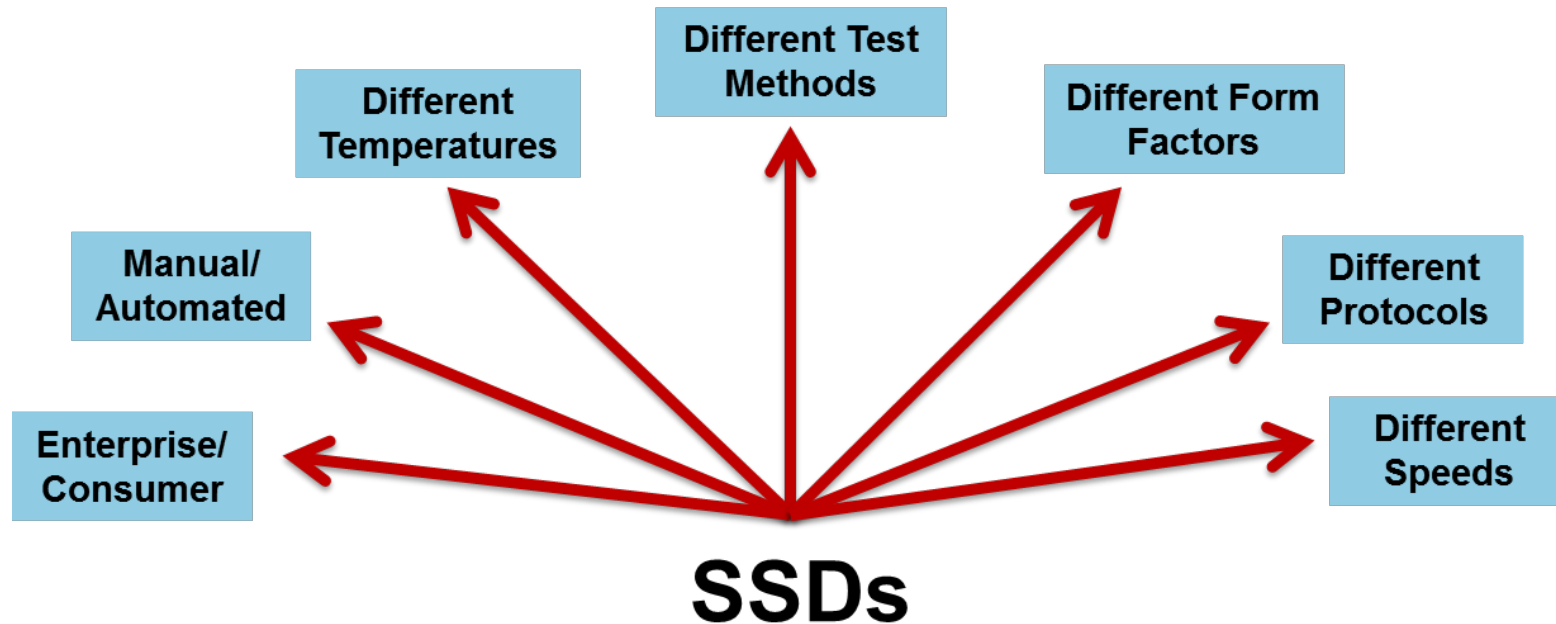 Different Test
Methods
Different
Temperatures
Different Form
Factors
Manual/
Automated
Different
Protocols
Enterprise/
Consumer
Different
Speeds
SSDs